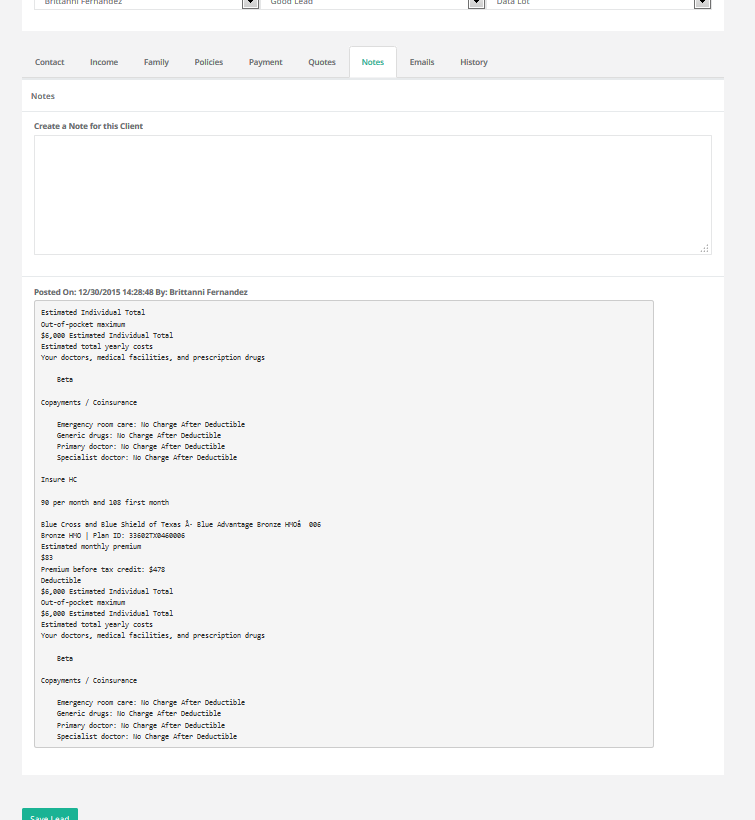 Brittanni Fernandez Good Lead Data Lot
Contact Income Family Policies Payment Quotes Notes Emails History
Notes
Create a Note for this Client
Posted On: 12/30/2015 14:28:48 By: Brittanni Fernandez
Estimated Individual Total
Out-of-pocket maximum
$6,000 Estimated Individual Total
Estimated total yearly costs
Your doctors, medical facilities, and prescription drugs
Beta
Copayments / Coinsurance
Emergency room care: No Charge After Deductible
Generic drugs: No Charge After Deductible
Primary doctor: No Charge After Deductible
Specialist doctor: No Charge After Deductible
Insure HC
90 per month and 108 first month
Blue Cross and Blue Shield of Texas Â· Blue Advantage Bronze HMOâ 006
Bronze HMO | Plan ID: 33602TX0460006
Estimated monthly premium
$83
Premium before tax credit: $478
Deductible
$6,000 Estimated Individual Total
Out-of-pocket maximum
$6,000 Estimated Individual Total
Estimated total yearly costs
Your doctors, medical facilities, and prescription drugs
Beta
Copayments / Coinsurance
Emergency room care: No Charge After Deductible
Generic drugs: No Charge After Deductible
Primary doctor: No Charge After Deductible
Specialist doctor: No Charge After Deductible
Save Lead